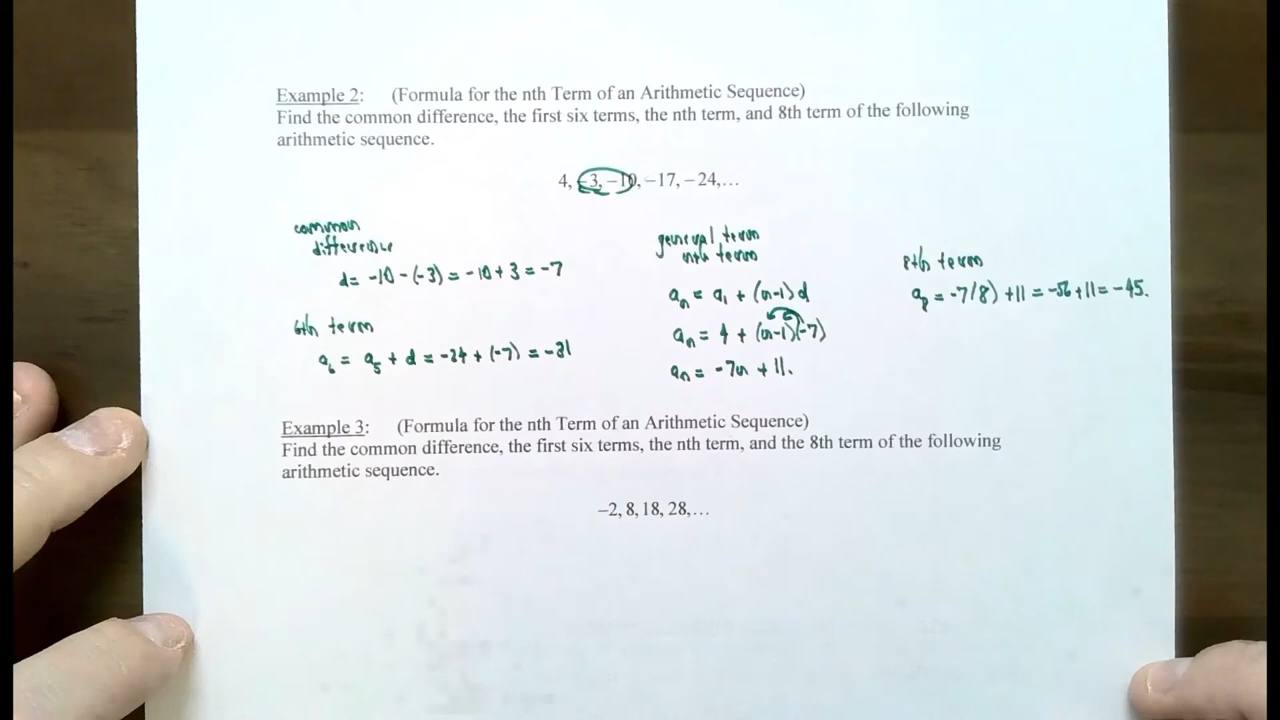 Example 2: (Formula for the nth Term of an Arithmetic Sequence)
Find the common difference, the first six terms, the nth term, and 8th term of the following
arithmetic sequence.
4, −3, −10, −17, −24,…
common
difference
d = -10 - (-3) = -10 + 3 = -7
6th term
a₆ = a₅ + d = -24 + (-7) = -31
general term
nth term
aₙ = a₁ + (n-1)d
aₙ = 4 + (n-1)(-7)
aₙ = -7n + 11.
8th term
a₈ = -7(8) + 11 = -56 + 11 = -45.
Example 3: (Formula for the nth Term of an Arithmetic Sequence)
Find the common difference, the first six terms, the nth term, and the 8th term of the following
arithmetic sequence.
−2, 8, 18, 28,…